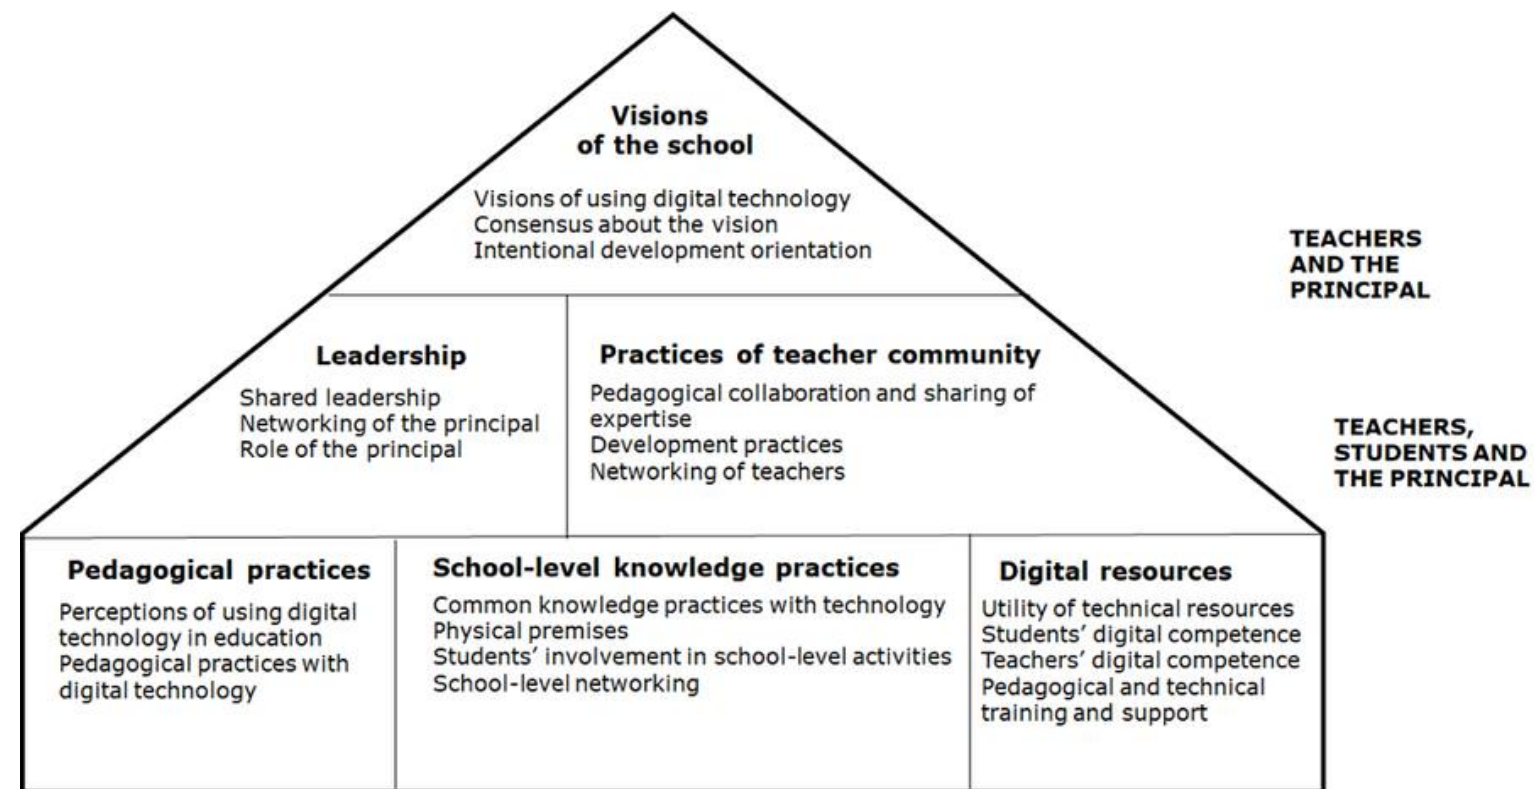 Visions
of the school
Visions of using digital technology
Consensus about the vision
Intentional development orientation
TEACHERS
AND THE
PRINCIPAL
Leadership
Shared leadership
Networking of the principal
Role of the principal
Practices of teacher community
Pedagogical collaboration and sharing of
expertise
Development practices
Networking of teachers
TEACHERS,
STUDENTS AND
THE PRINCIPAL
Pedagogical practices
Perceptions of using digital
technology in education
Pedagogical practices with
digital technology
School-level knowledge practices
Common knowledge practices with technology
Physical premises
Students' involvement in school-level activities
School-level networking
Digital resources
Utility of technical resources
Students' digital competence
Teachers' digital competence
Pedagogical and technical
training and support